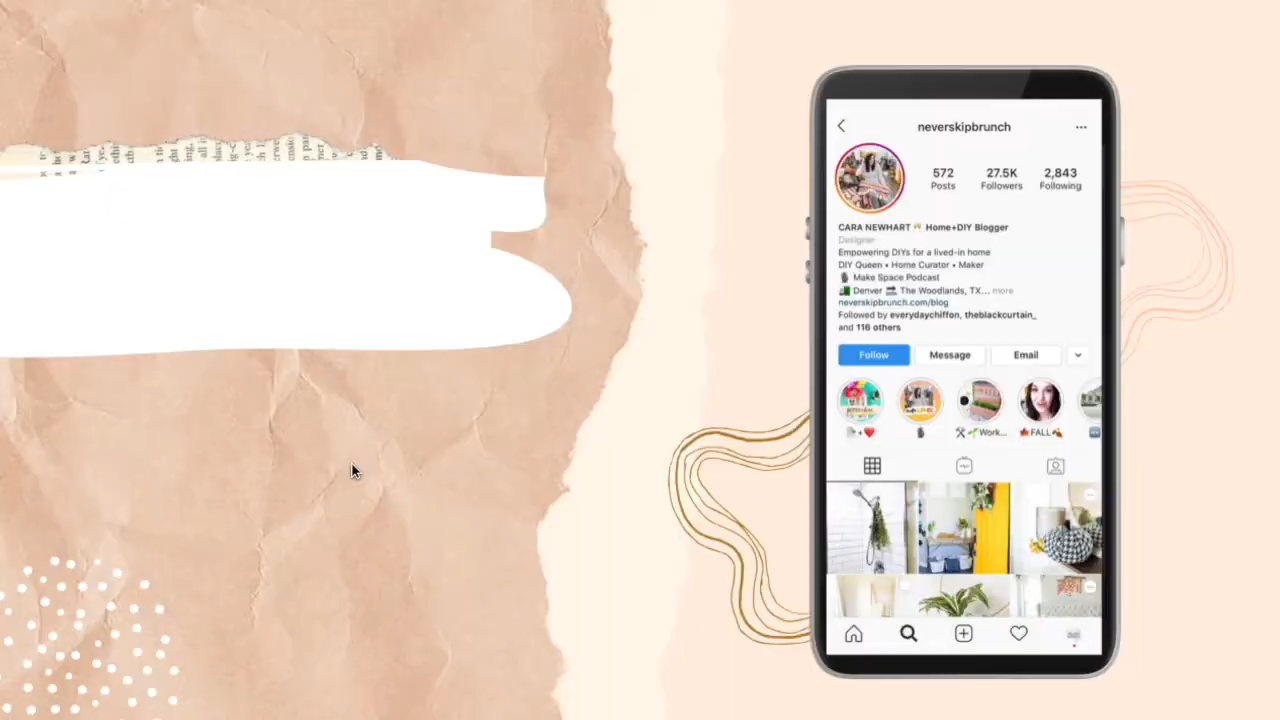 neverskipbrunch
572
27.5K
2,843
Posts
Followers
Following
CARA NEWHART Home+DIY Blogger
Designer
Empowering DIYs for a lived-in home
DIY Queen • Home Curator • Maker
Make Space Podcast
Denver The Woodlands, TX... more
neverskipbrunch.com/blog
Followed by everydaychiffon, theblackcurtain_
and 116 others
Follow
Message
Email
Work...
FALL